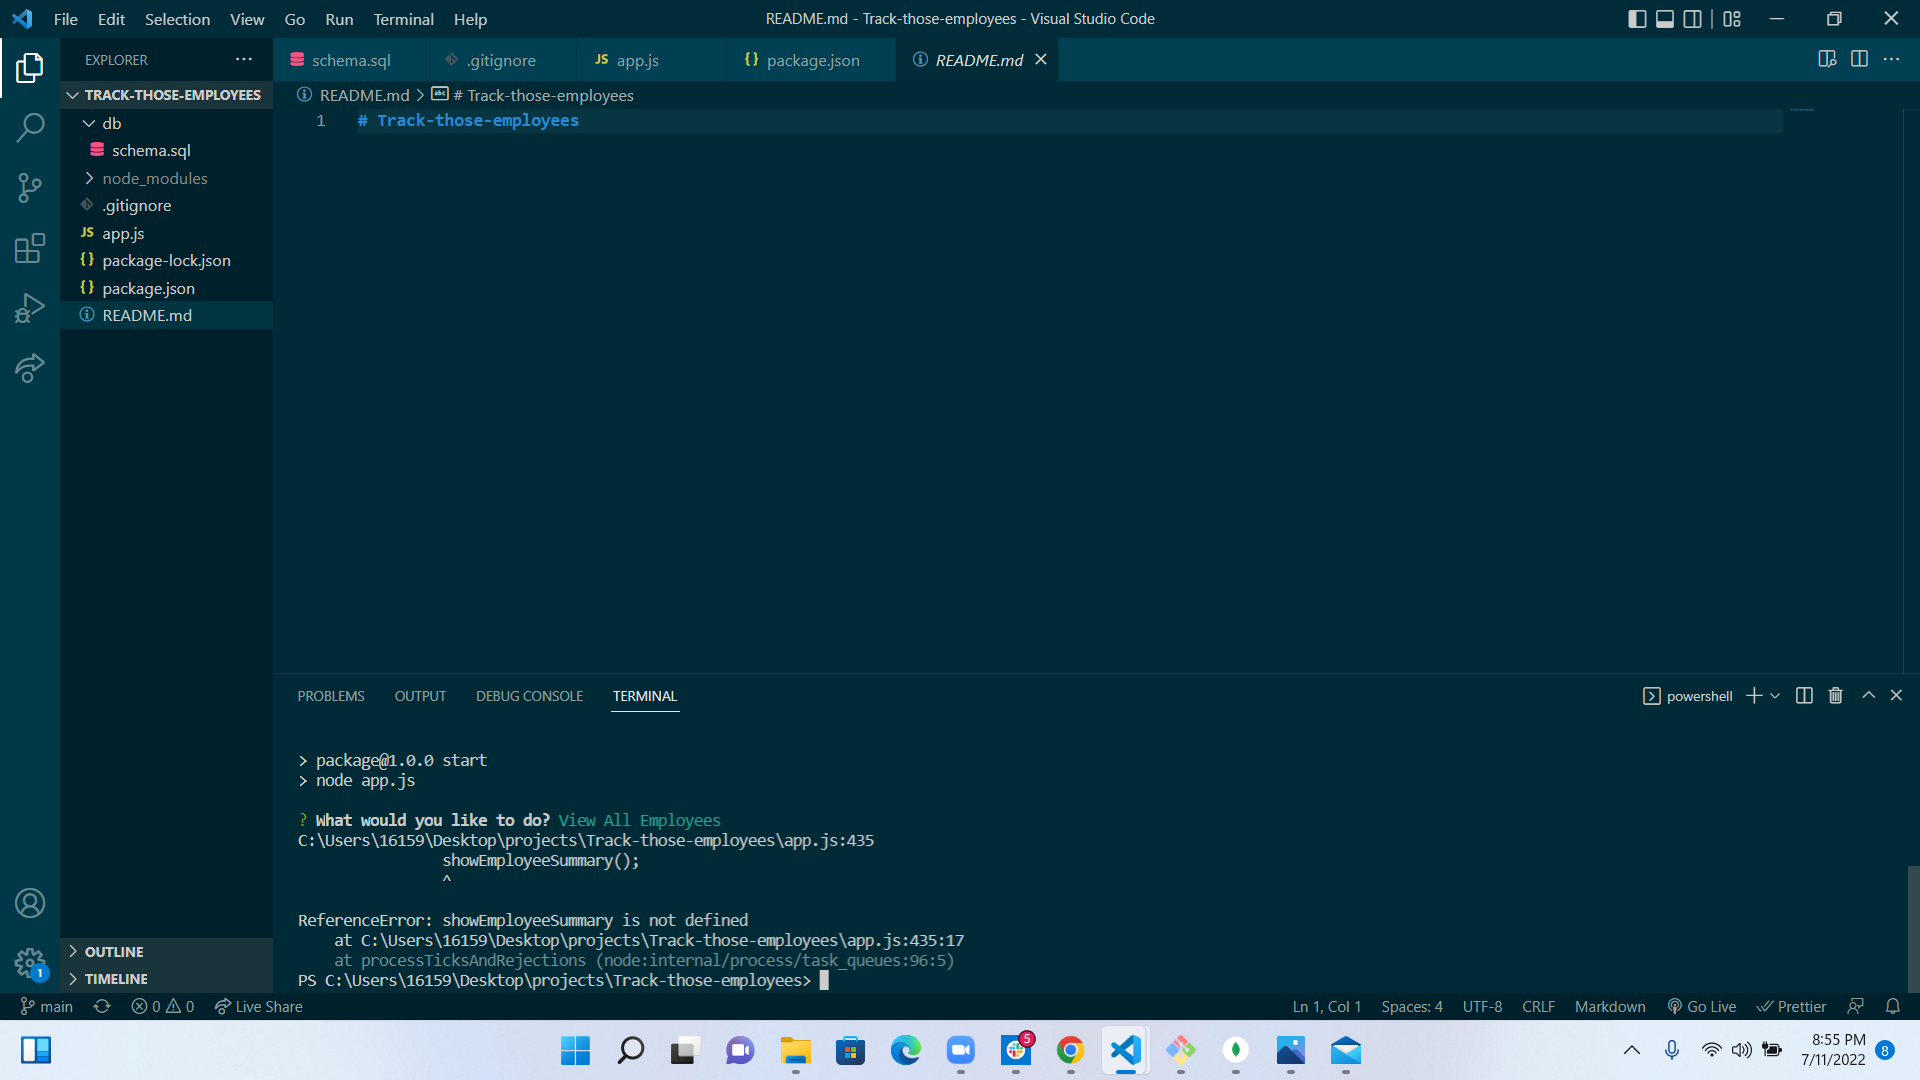 File Edit Selection View Go Run Terminal Help
README.md - Track-those-employees - Visual Studio Code
EXPLORER
schema.sql
.gitignore
JS app.js
{} package.json
README.md
TRACK-THOSE-EMPLOYEES
db
schema.sql
node_modules
.gitignore
JS app.js
{} package-lock.json
{} package.json
README.md
OUTLINE
TIMELINE
README.md > abc # Track-those-employees
1 # Track-those-employees
PROBLEMS OUTPUT DEBUG CONSOLE TERMINAL
powershell
> package@1.0.0 start
> node app.js
? What would you like to do? View All Employees
C:\Users\16159\Desktop\projects\Track-those-employees\app.js:435
showEmployeeSummary();
^
ReferenceError: showEmployeeSummary is not defined
at C:\Users\16159\Desktop\projects\Track-those-employees\app.js:435:17
at processTicksAndRejections (node:internal/process/task_queues:96:5)
PS C:\Users\16159\Desktop\projects\Track-those-employees>
1
main 0 0 Live Share
Ln 1, Col 1 Spaces: 4 UTF-8 CRLF Markdown Go Live Prettier
5
8:55 PM
7/11/2022
8